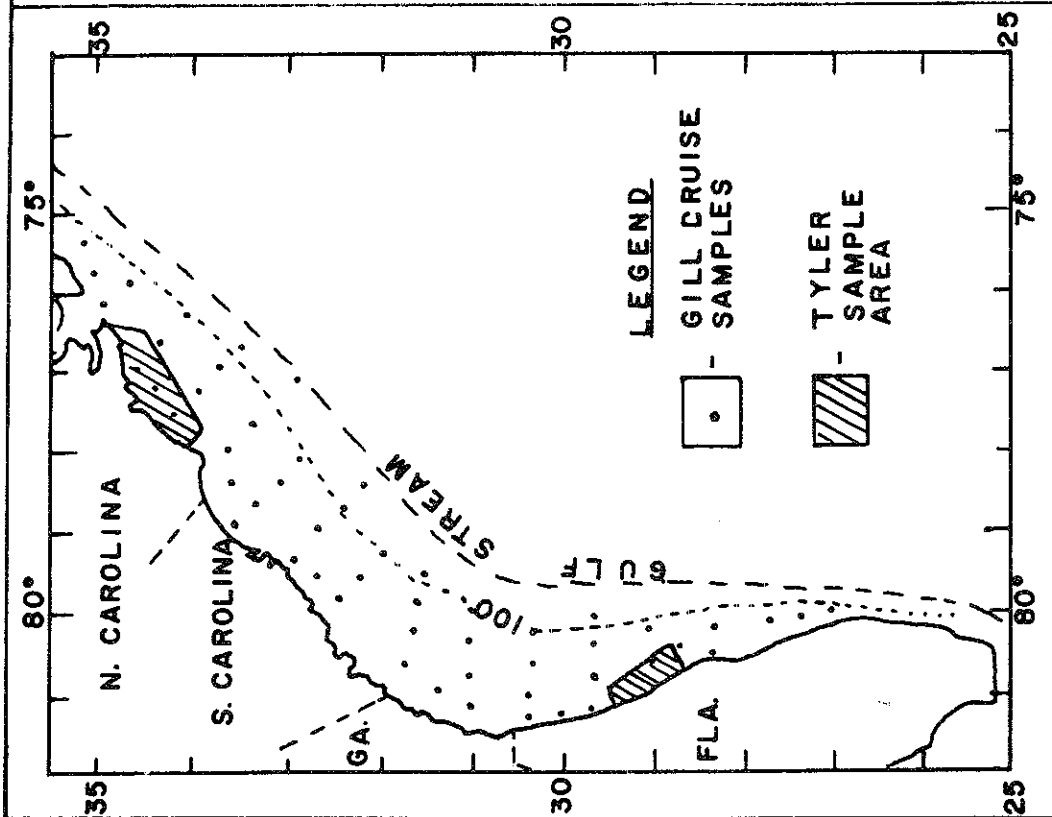 35
30
25
75°
80°
N. CAROLINA
S. CAROLINA
GA.
FLA.
100
GULF
STREAM
LEGEND
GILL CRUISE
SAMPLES
TYLER
SAMPLE
AREA
75°
80°
35
30
25